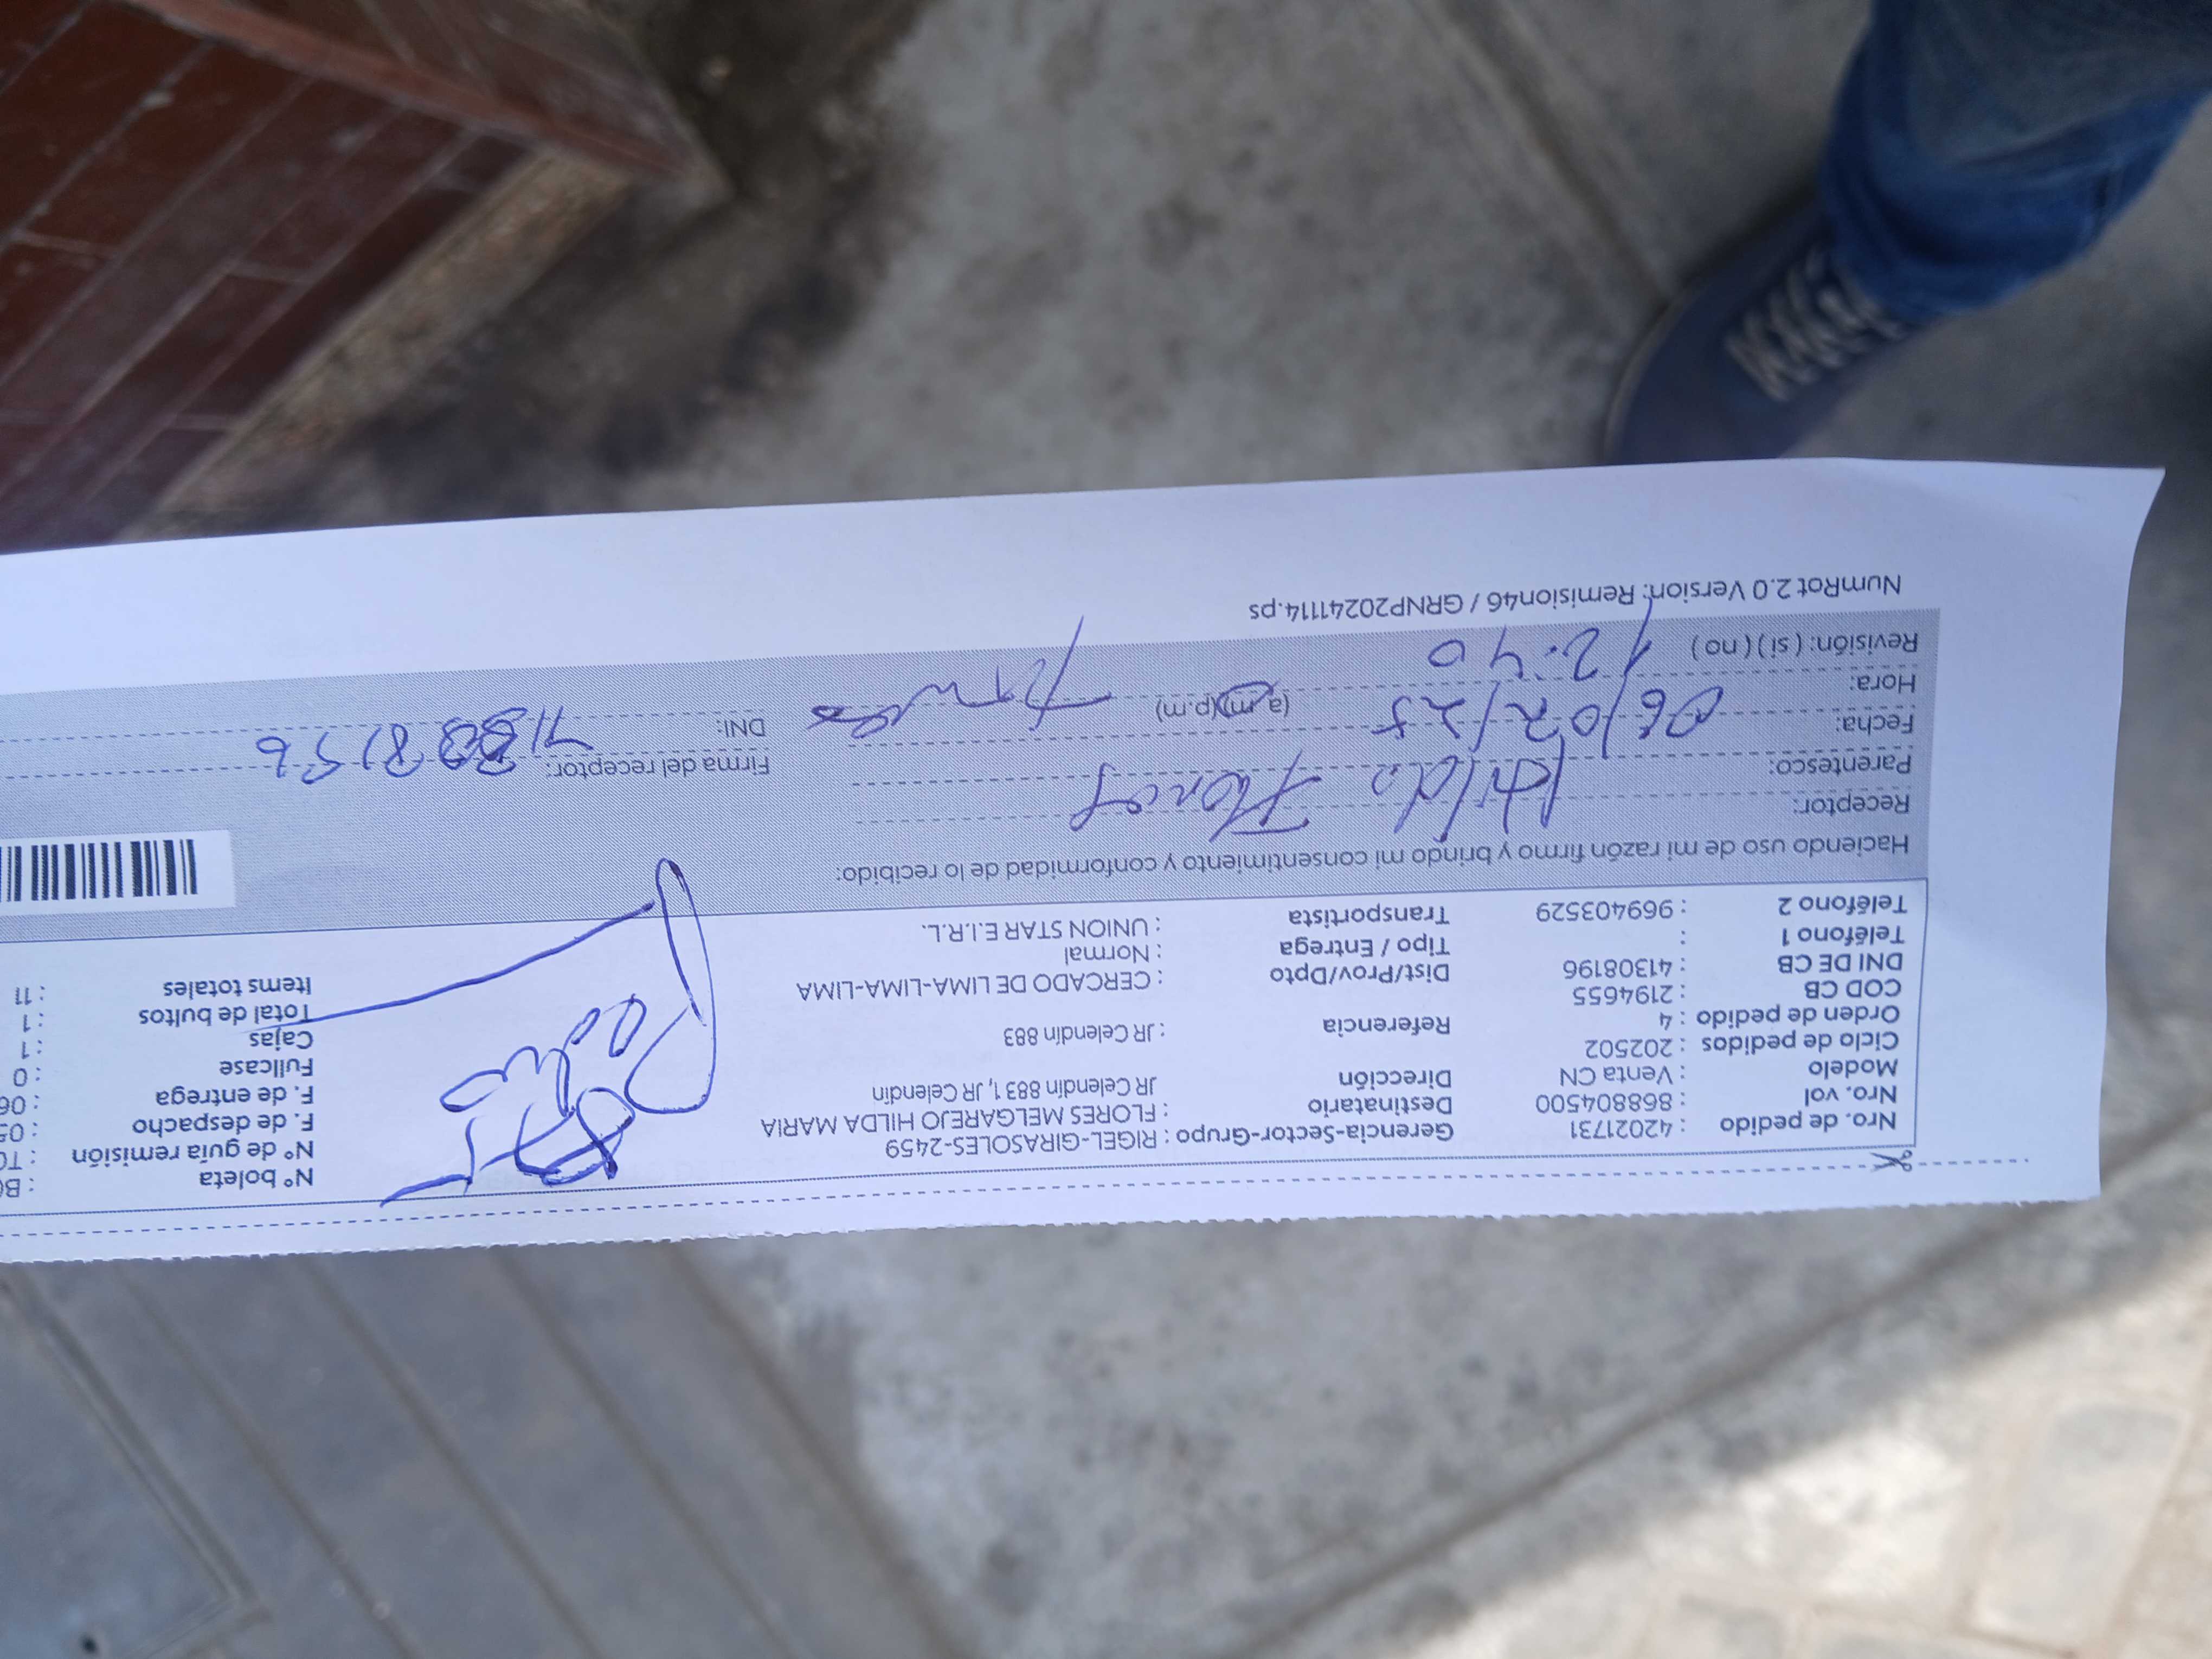 Nro. de pedido : 42021731 Gerencia-Sector-Grupo : RIGEL-GIRASOLES-2459 N° boleta : B
Nro. vol : 868804500 Destinatario : FLORES MELGAREJO HILDA MARIA N° de guía remisión : T
Modelo : Venta CN Dirección JR Celendín 883 1, JR Celendín F. de despacho : 05
Ciclo de pedidos : 202502 F. de entrega : 06
Orden de pedido : 4 Referencia : JR Celendín 883 Fullcase : 0
COD CB : 2194655 Cajas : 1
DNI DE CB : 41308196 Dist/Prov/Dpto : CERCADO DE LIMA-LIMA-LIMA Total de bultos : 1
Teléfono 1 : Tipo / Entrega : Normal Items totales : 11
Teléfono 2 : 969403529 Transportista : UNION STAR E.I.R.L.
Haciendo uso de mi razón firmo y brindo mi consentimiento y conformidad de lo recibido:
Receptor: Hilda Flores
Parentesco: Firma del receptor:
Fecha: 06/02/25 DNI:
Hora: 12:40 (a.m)(p.m)
Revisión: ( si ) ( no )
NumRot 2.0 Version: Remision46 / GRNP20241114.ps